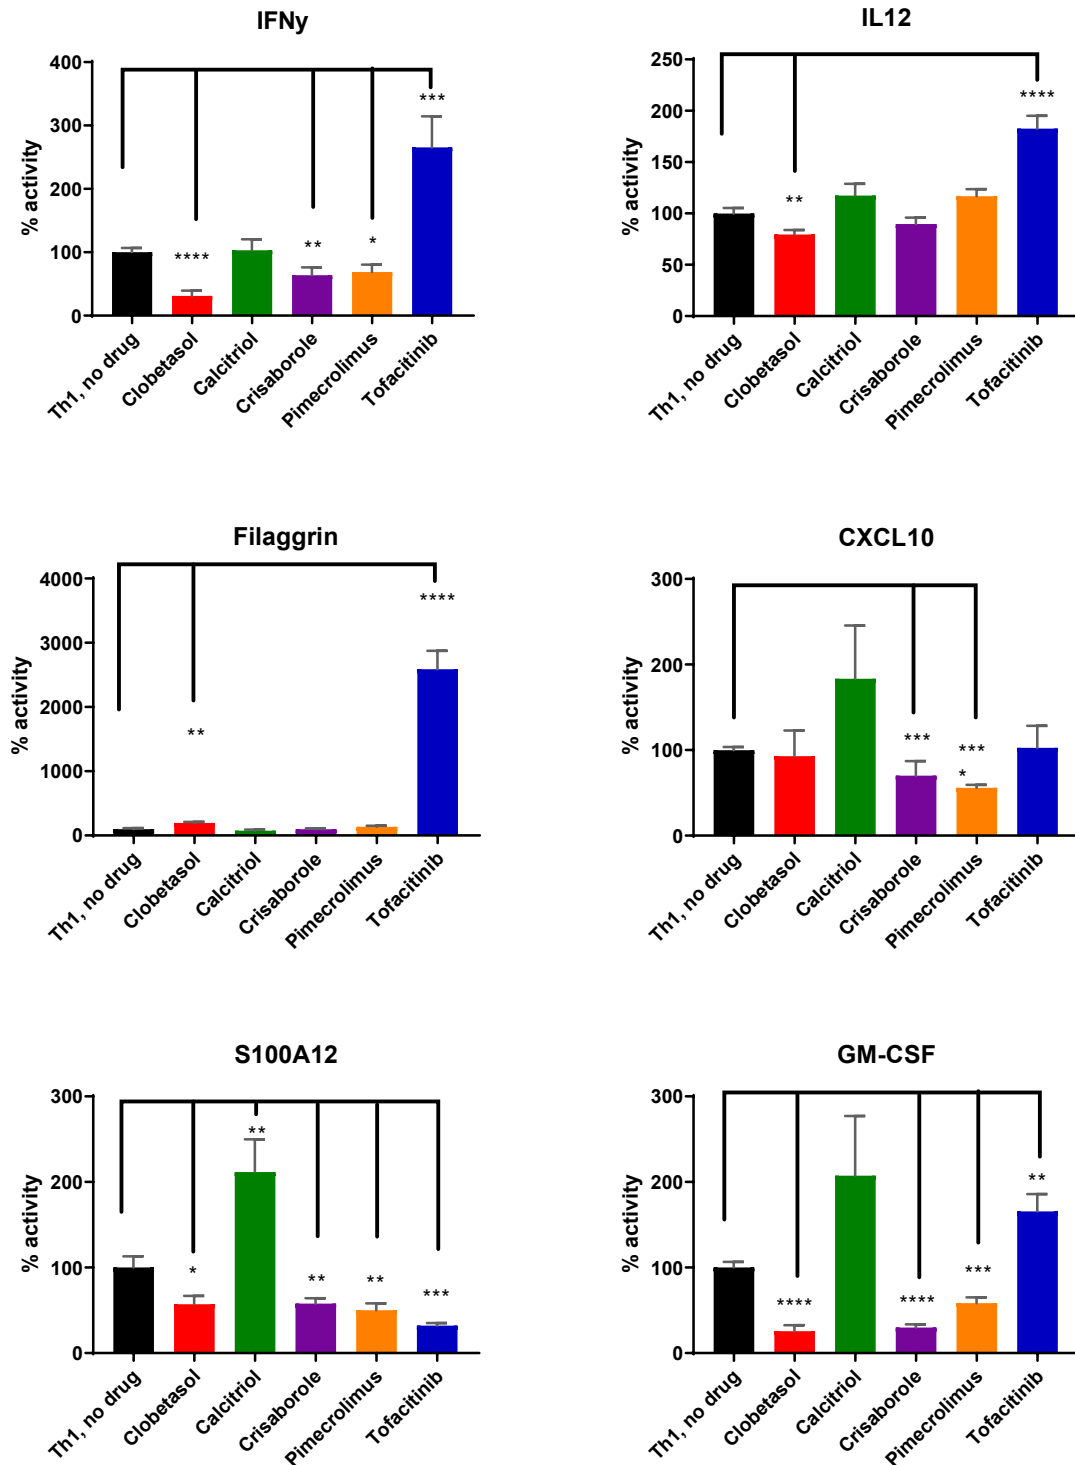 IFNy
% activity
400
300
200
100
0
***
****
**
*
Th1, no drug
Clobetasol
Calcitriol
Crisaborole
Pimecrolimus
Tofacitinib
IL12
% activity
250
200
150
100
50
0
****
**
Th1, no drug
Clobetasol
Calcitriol
Crisaborole
Pimecrolimus
Tofacitinib
Filaggrin
% activity
4000
3000
2000
1000
0
****
**
Th1, no drug
Clobetasol
Calcitriol
Crisaborole
Pimecrolimus
Tofacitinib
CXCL10
% activity
300
200
100
0
***
***
*
Th1, no drug
Clobetasol
Calcitriol
Crisaborole
Pimecrolimus
Tofacitinib
S100A12
% activity
300
200
100
0
**
*
**
**
***
Th1, no drug
Clobetasol
Calcitriol
Crisaborole
Pimecrolimus
Tofacitinib
GM-CSF
% activity
300
200
100
0
**
****
****
***
Th1, no drug
Clobetasol
Calcitriol
Crisaborole
Pimecrolimus
Tofacitinib